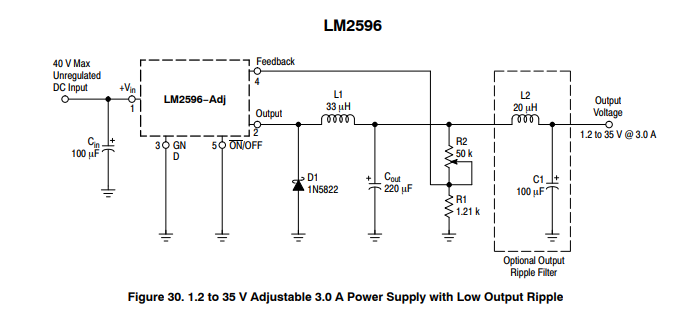 LM2596
40 V Max
Unregulated
DC Input
+Vin
1
LM2596−Adj
Feedback
4
Output
2
3
GN
D
5
ON/OFF
Cin
100 μF
+
D1
1N5822
L1
33 μH
+
Cout
220 μF
R2
50 k
R1
1.21 k
L2
20 μH
C1
100 μF
+
Output
Voltage
1.2 to 35 V @ 3.0 A
Optional Output
Ripple Filter
Figure 30. 1.2 to 35 V Adjustable 3.0 A Power Supply with Low Output Ripple